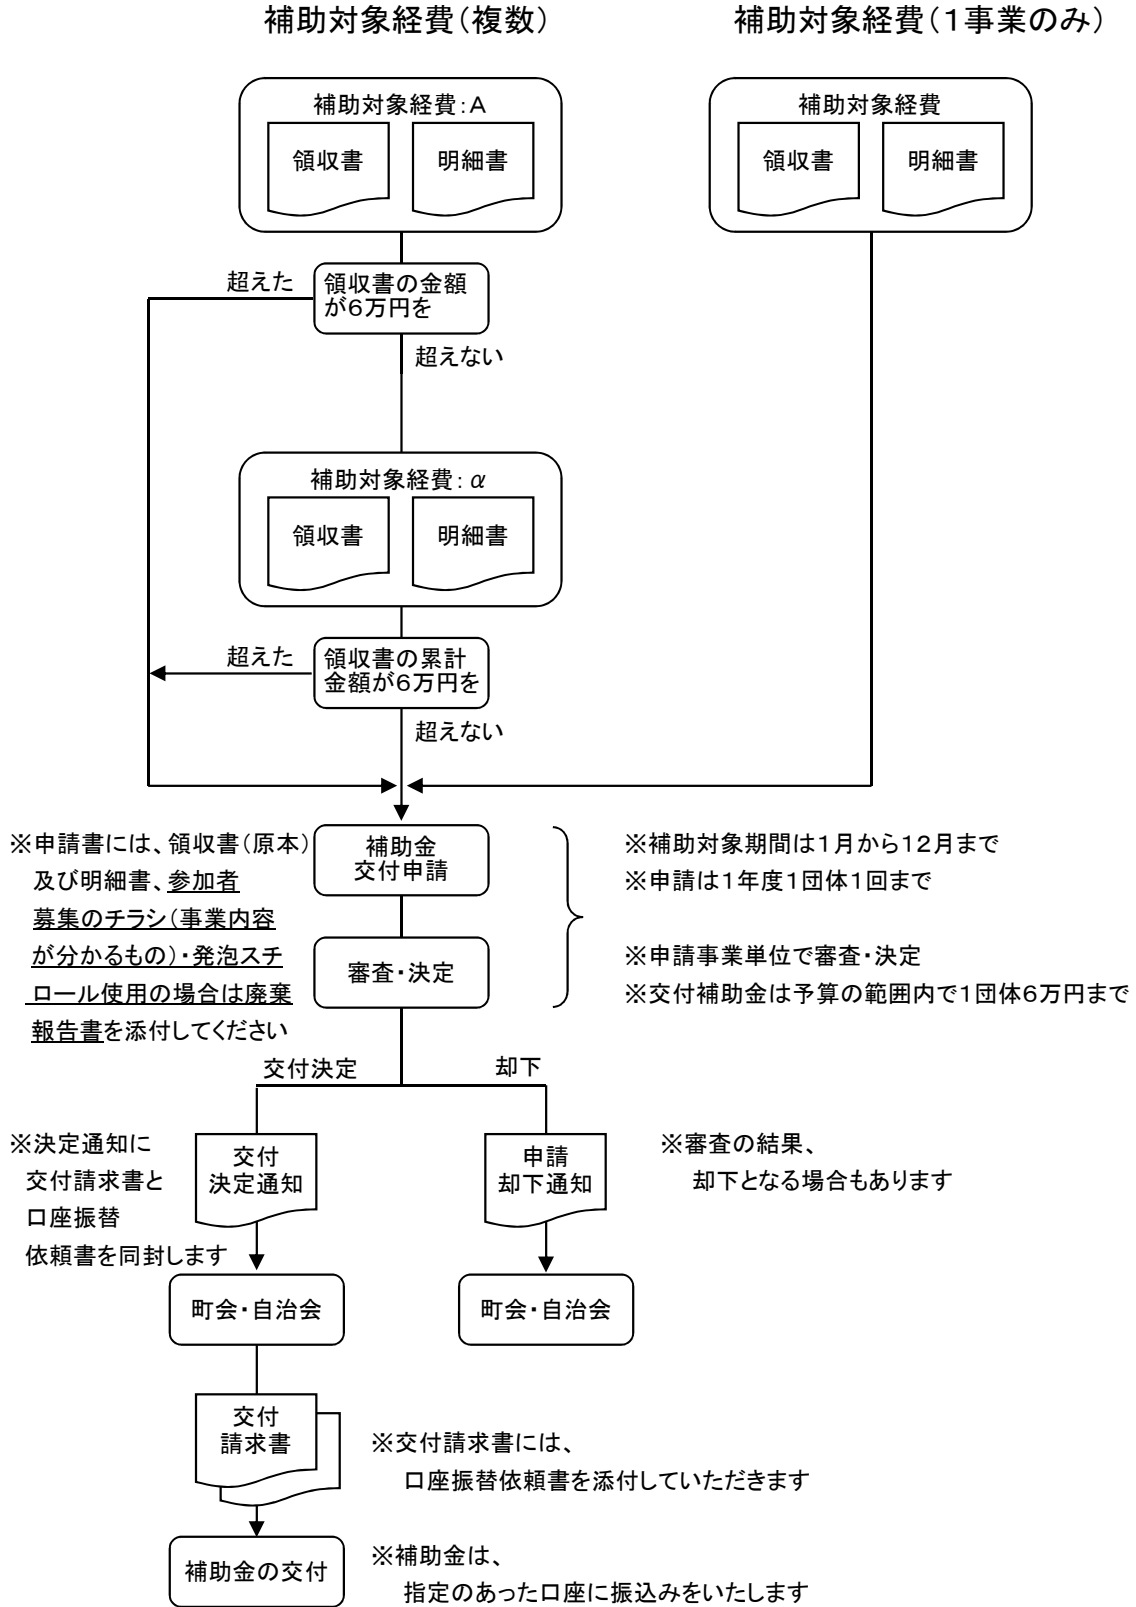 補助対象経費(複数)
補助対象経費(1事業のみ)
補助対象経費:A
領収書
明細書
補助対象経費
領収書
明細書
超えた
領収書の金額
が6万円を
超えない
補助対象経費:α
領収書
明細書
超えた
領収書の累計
金額が6万円を
超えない
※申請書には、領収書(原本)
及び明細書、参加者
募集のチラシ(事業内容
が分かるもの)・発泡スチ
ロール使用の場合は廃棄
報告書を添付してください
補助金
交付申請
審査・決定
※補助対象期間は1月から12月まで
※申請は1年度1団体1回まで
※申請事業単位で審査・決定
※交付補助金は予算の範囲内で1団体6万円まで
交付決定
却下
※決定通知に
交付請求書と
口座振替
依頼書を同封します
交付
決定通知
申請
却下通知
※審査の結果、
却下となる場合もあります
町会・自治会
町会・自治会
交付
請求書
※交付請求書には、
口座振替依頼書を添付していただきます
補助金の交付
※補助金は、
指定のあった口座に振込みをいたします